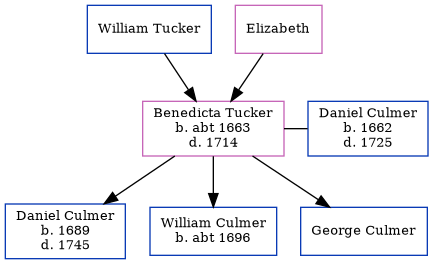 William Tucker
Elizabeth
Benedicta Tucker
b. abt 1663
d. 1714
Daniel Culmer
b. 1662
d. 1725
Daniel Culmer
b. 1689
d. 1745
William Culmer
b. abt 1696
George Culmer